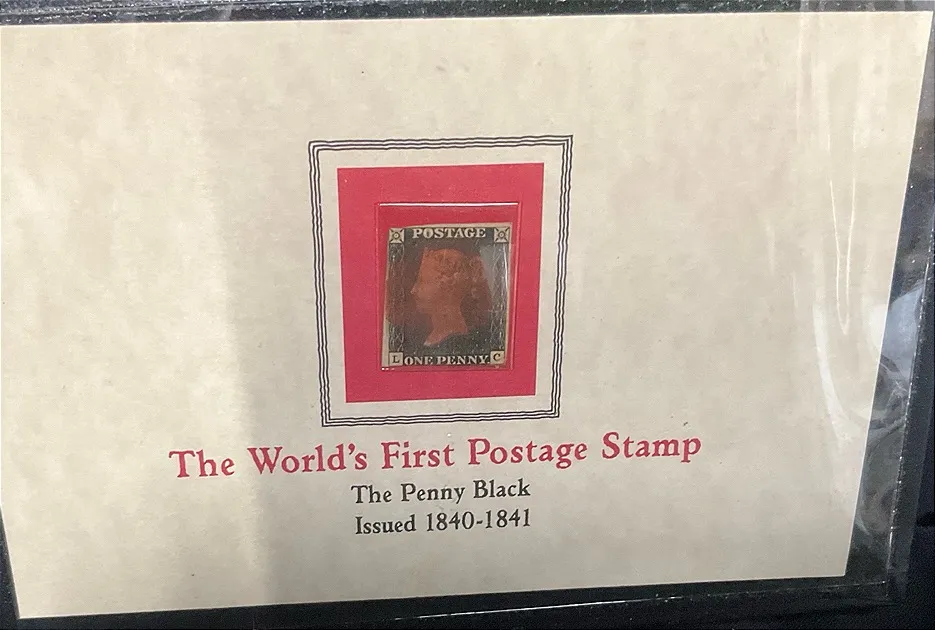 POSTAGE
L ONE PENNY. C
The World's First Postage Stamp
The Penny Black
Issued 1840-1841